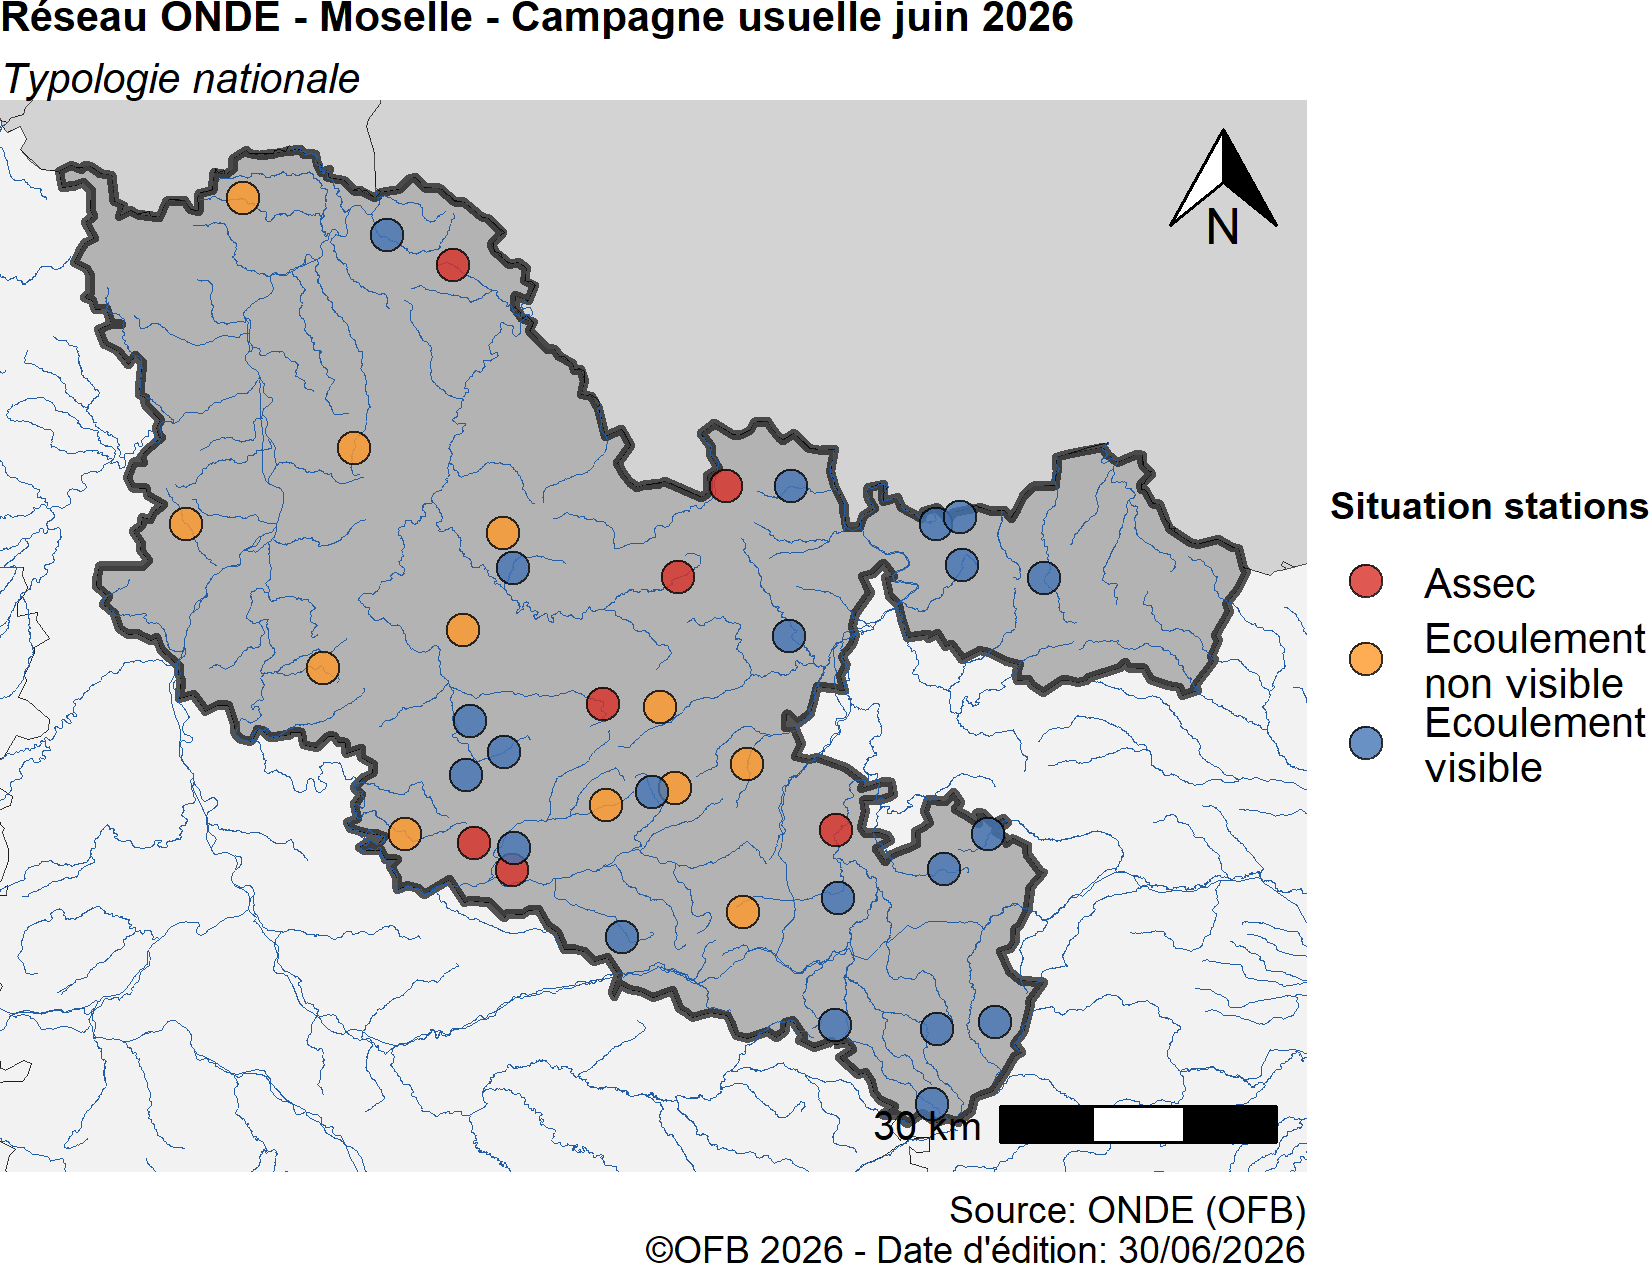 Réseau ONDE - Moselle - Campagne usuelle juin 2026
Typologie nationale
N
Situation stations
Assec
Ecoulement
non visible
Ecoulement
visible
30 km
Source: ONDE (OFB)
©OFB 2026 - Date d'édition: 30/06/2026